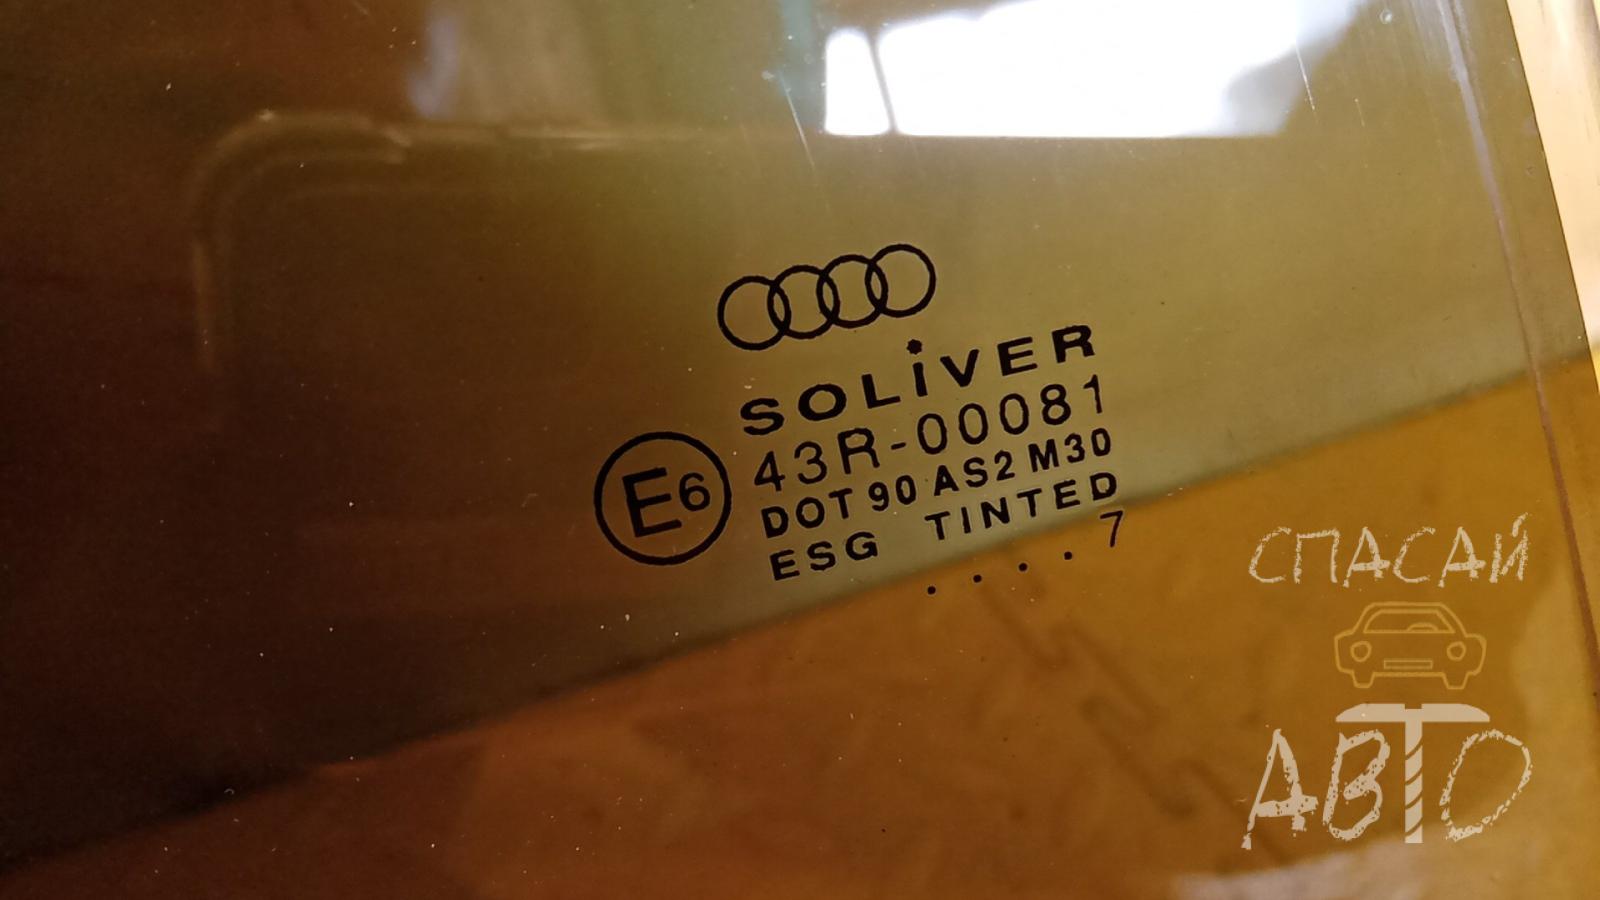 SOLiVER
43R-00081
E6
DOT 90 AS2 M30
ESG TINTED
. . . . 7
СПАСАЙ
АВТО